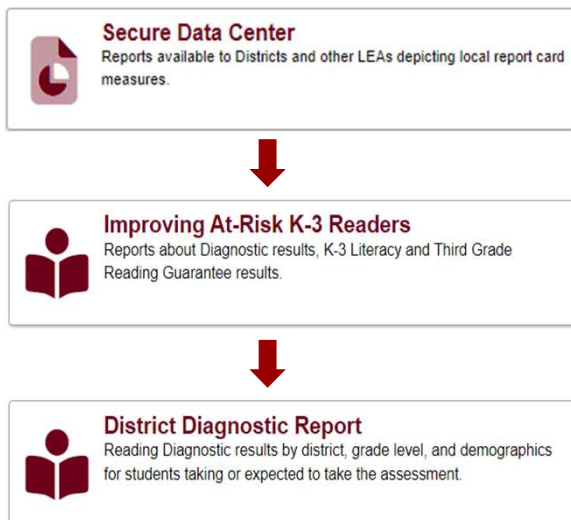 Secure Data Center
Reports available to Districts and other LEAs depicting local report card
measures.
Improving At-Risk K-3 Readers
Reports about Diagnostic results, K-3 Literacy and Third Grade
Reading Guarantee results.
District Diagnostic Report
Reading Diagnostic results by district, grade level, and demographics
for students taking or expected to take the assessment.